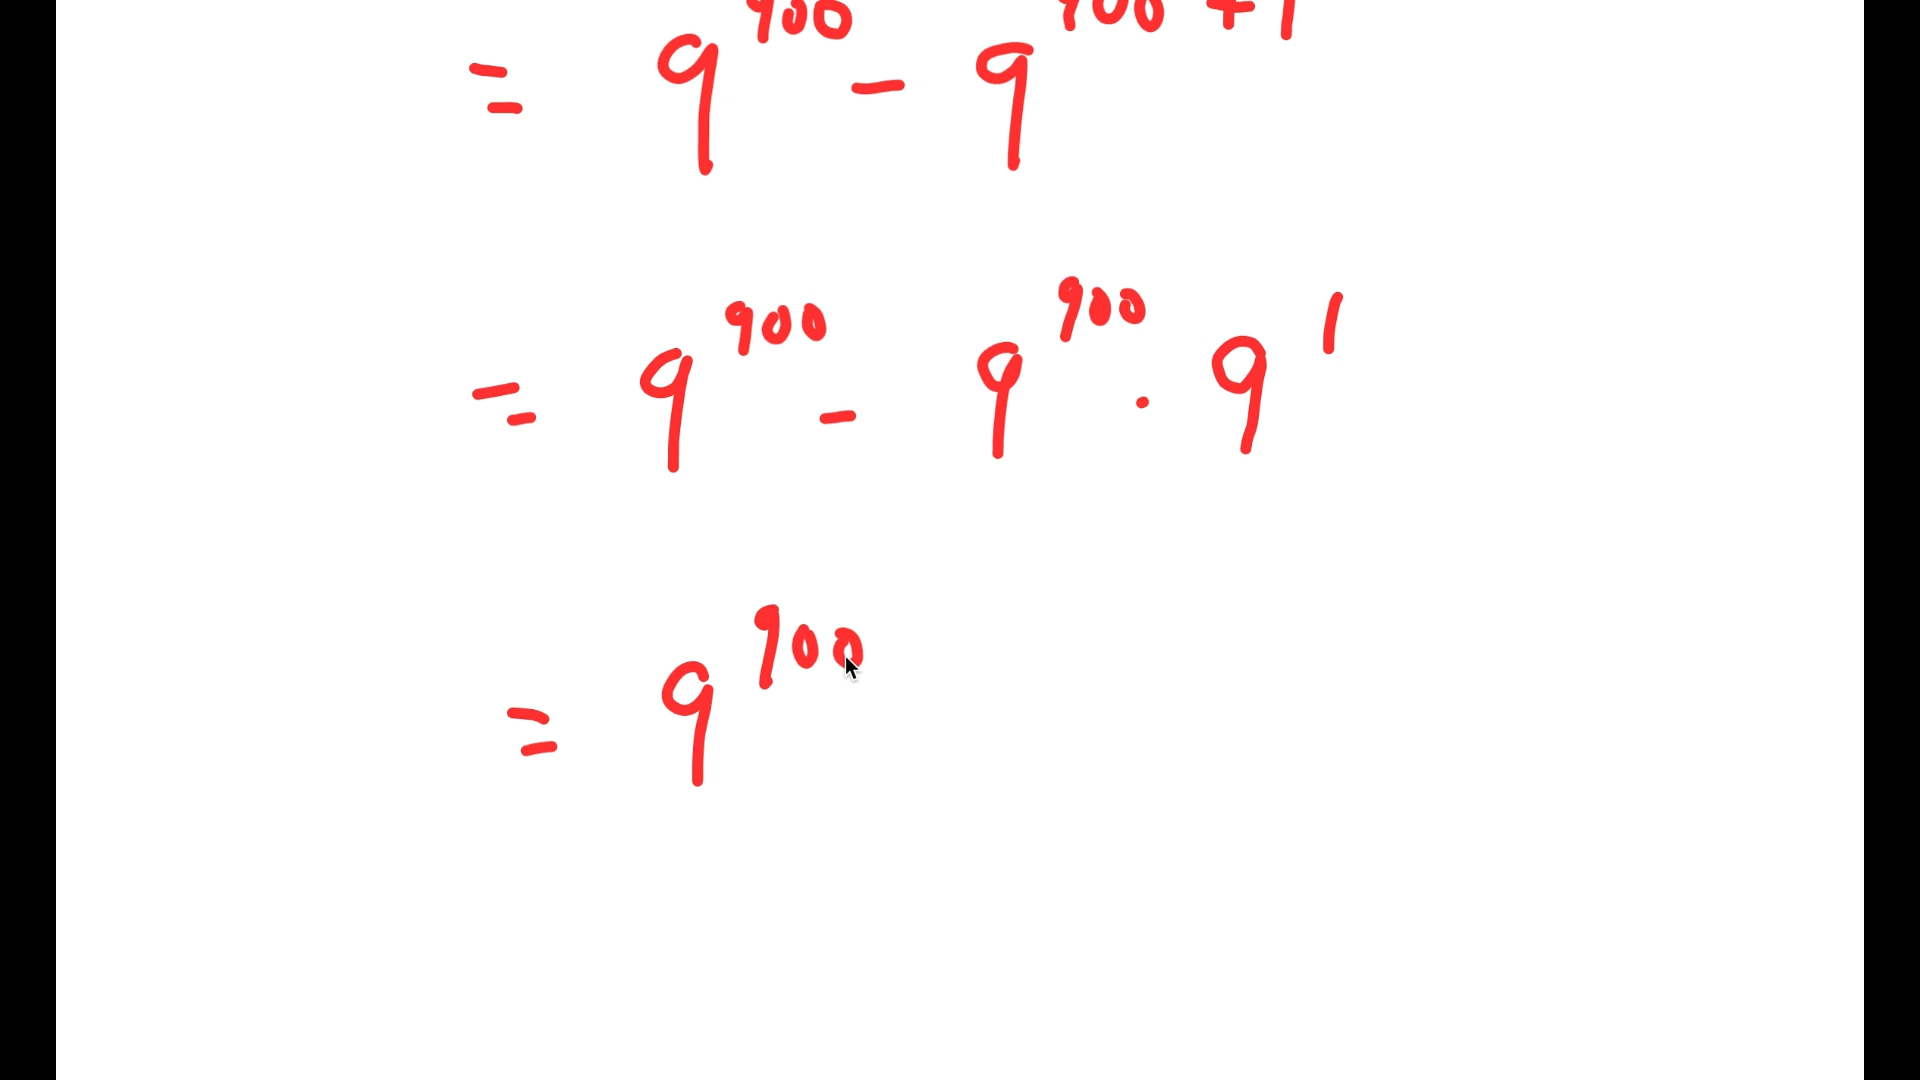 = 9^900 - 9^900 + 1
= 9^900 - 9^900 · 9^1
= 9^900